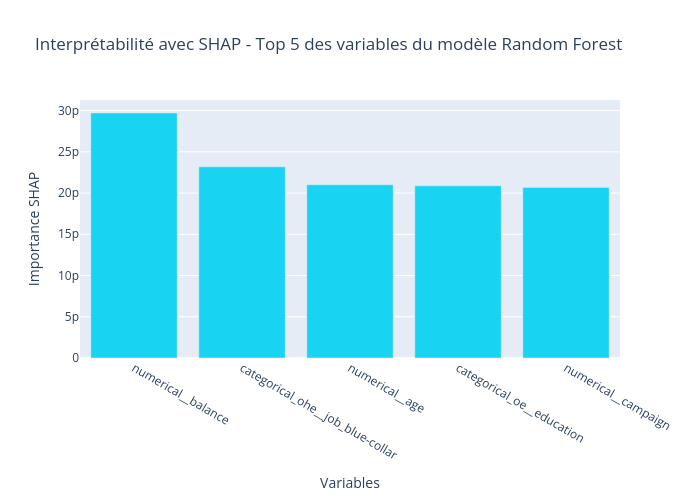 Interprétabilité avec SHAP - Top 5 des variables du modèle Random Forest
30p
25p
20p
15p
10p
5p
0
Importance SHAP
numerical__balance
categorical_ohe__job_blue-collar
numerical__age
categorical_oe__education
numerical__campaign
Variables